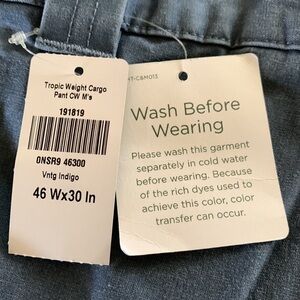 Tropic Weight Cargo
Pant CW M's
191819
0NSR9 46300
Vntg Indigo
46 Wx30 In
HT-C&M013
Wash Before
Wearing
Please wash this garment
separately in cold water
before wearing. Because
of the rich dyes used to
achieve this color, color
transfer can occur.